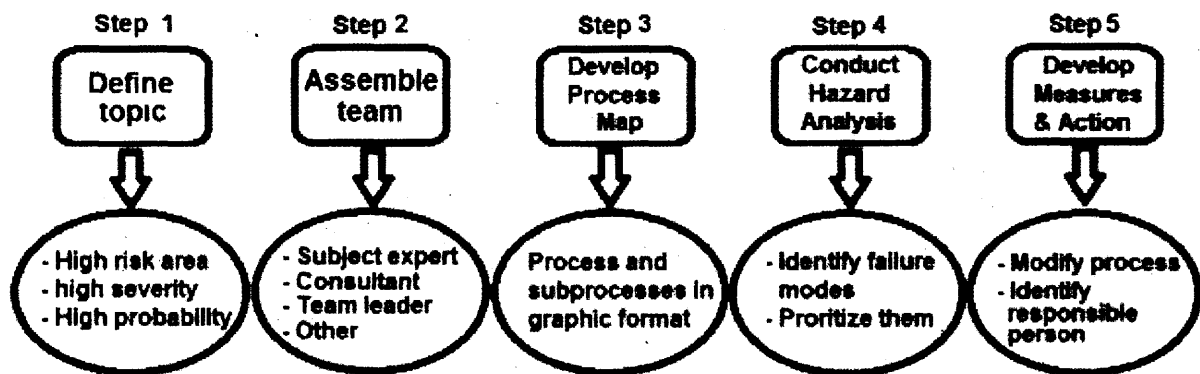 Step 1
Step 2
Step 3
Step 4
Step 5
Define
topic
Assemble
team
Develop
Process
Map
Conduct
Hazard
Analysis
Develop
Measures
& Action
- High risk area
- high severity
- High probability
- Subject expert
- Consultant
- Team leader
- Other
Process and
subprocesses in
graphic format
- Identify failure
modes
- Proritize them
- Modify process
- Identify
responsible
person